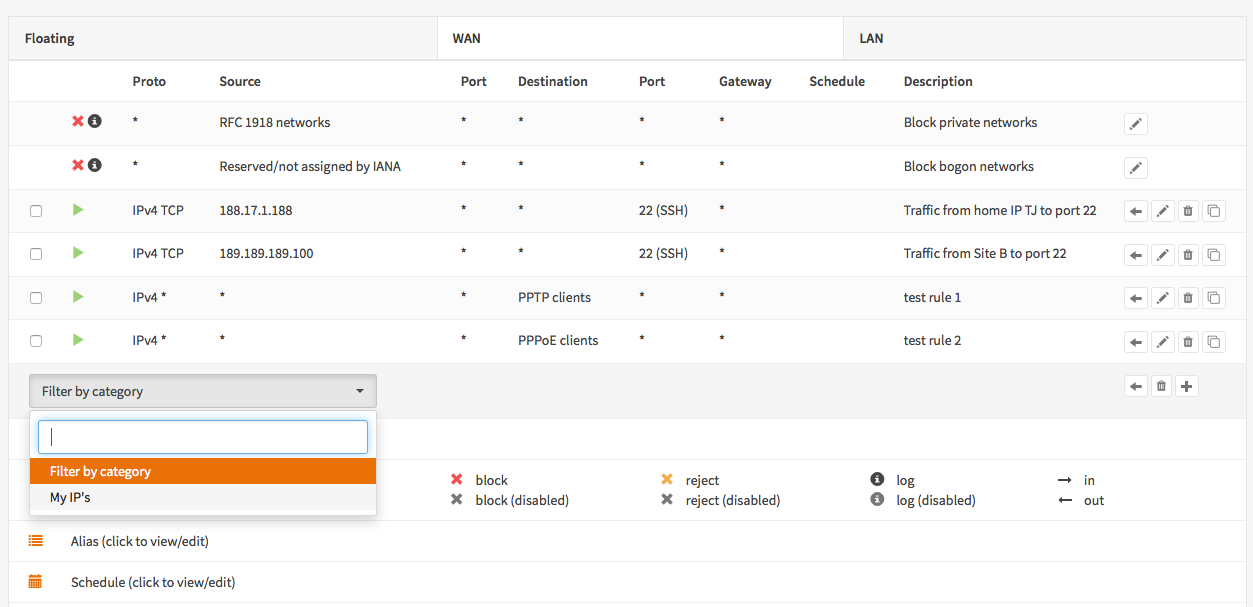 Floating WAN LAN
Proto Source Port Destination Port Gateway Schedule Description
* RFC 1918 networks * * * * Block private networks
* Reserved/not assigned by IANA * * * * Block bogon networks
IPv4 TCP 188.17.1.188 * * 22 (SSH) * Traffic from home IP TJ to port 22
IPv4 TCP 189.189.189.100 * * 22 (SSH) * Traffic from Site B to port 22
IPv4 * * * PPTP clients * * test rule 1
IPv4 * * * PPPoE clients * * test rule 2
Filter by category
Filter by category
My IP's
block reject log in
block (disabled) reject (disabled) log (disabled) out
Alias (click to view/edit)
Schedule (click to view/edit)